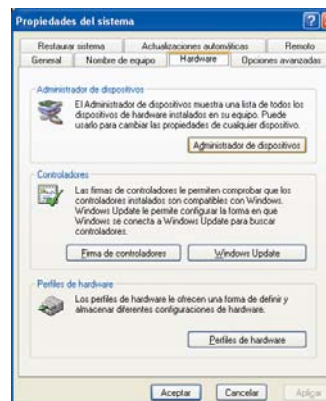 Propiedades del sistema
Restaurar sistema Actualizaciones automáticas Remoto
General Nombre de equipo Hardware Opciones avanzadas
Administrador de dispositivos
El Administrador de dispositivos muestra una lista de todos los
dispositivos de hardware instalados en su equipo. Puede
usarlo para cambiar las propiedades de cualquier dispositivo.
Administrador de dispositivos
Controladores
Las firmas de controladores le permiten comprobar que los
controladores instalados son compatibles con Windows.
Windows Update le permite configurar la forma en que
Windows se conecta a Windows Update para buscar
controladores.
Firma de controladores Windows Update
Perfiles de hardware
Los perfiles de hardware le ofrecen una forma de definir y
almacenar diferentes configuraciones de hardware.
Perfiles de hardware
Aceptar Cancelar Aplicar